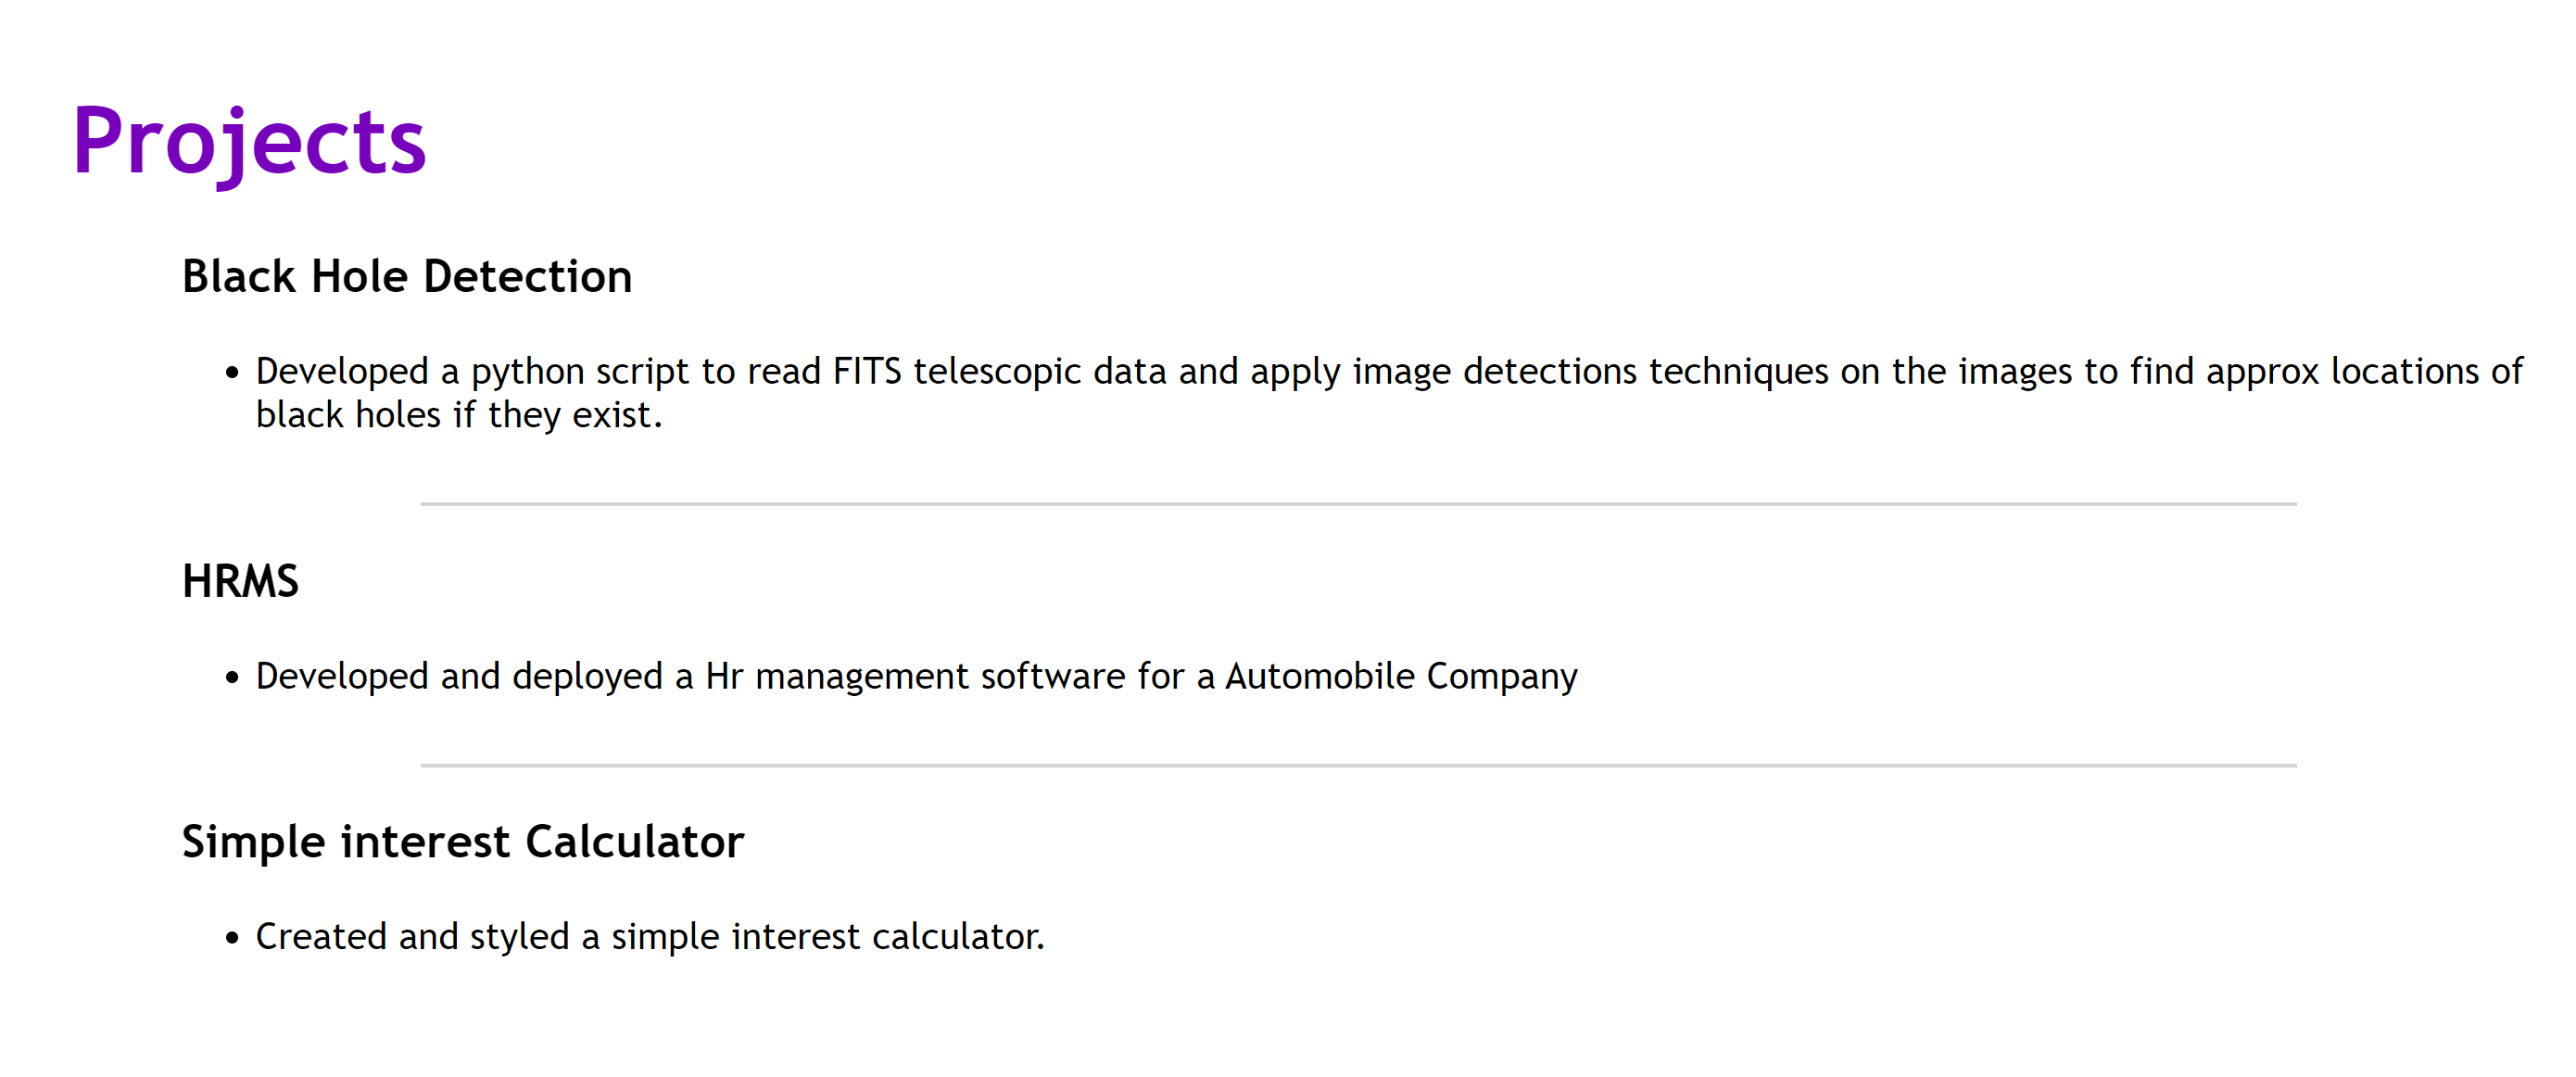 Projects
Black Hole Detection
Developed a python script to read FITS telescopic data and apply image detections techniques on the images to find approx locations of
black holes if they exist.
HRMS
Developed and deployed a Hr management software for a Automobile Company
Simple interest Calculator
Created and styled a simple interest calculator.